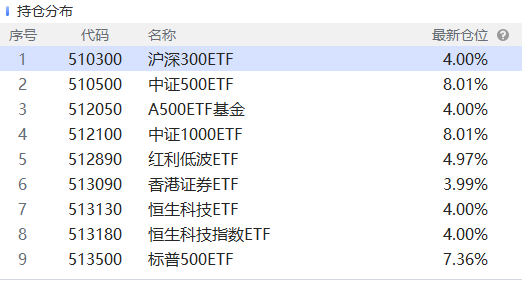 持仓分布
序号 代码 名称 最新仓位 ?
1 510300 沪深300ETF 4.00%
2 510500 中证500ETF 8.01%
3 512050 A500ETF基金 4.00%
4 512100 中证1000ETF 8.01%
5 512890 红利低波ETF 4.97%
6 513090 香港证券ETF 3.99%
7 513130 恒生科技ETF 4.00%
8 513180 恒生科技指数ETF 4.00%
9 513500 标普500ETF 7.36%